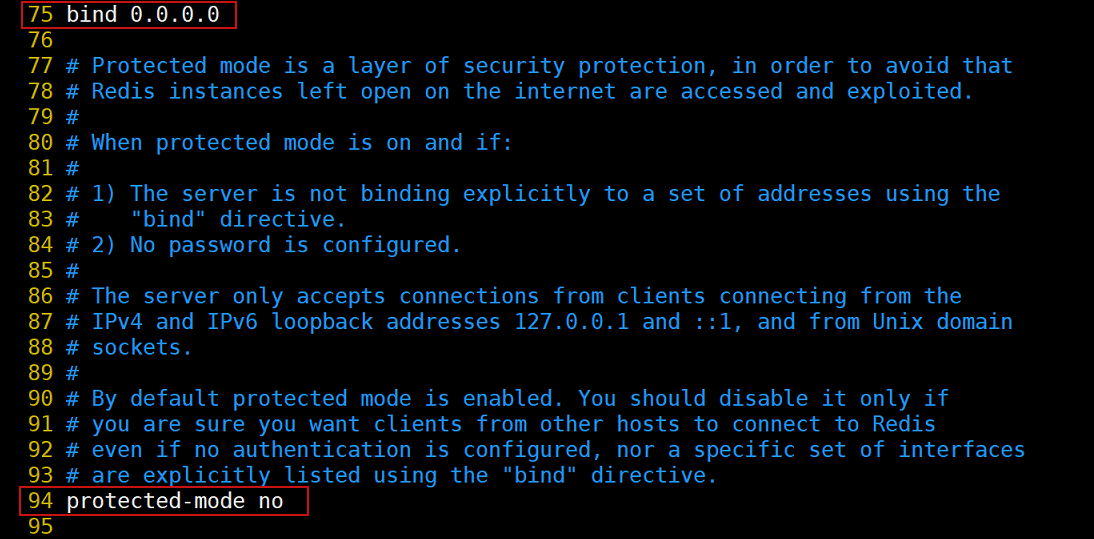 75 bind 0.0.0.0
76
77 # Protected mode is a layer of security protection, in order to avoid that
78 # Redis instances left open on the internet are accessed and exploited.
79 #
80 # When protected mode is on and if:
81 #
82 # 1) The server is not binding explicitly to a set of addresses using the
83 #    "bind" directive.
84 # 2) No password is configured.
85 #
86 # The server only accepts connections from clients connecting from the
87 # IPv4 and IPv6 loopback addresses 127.0.0.1 and ::1, and from Unix domain
88 # sockets.
89 #
90 # By default protected mode is enabled. You should disable it only if
91 # you are sure you want clients from other hosts to connect to Redis
92 # even if no authentication is configured, nor a specific set of interfaces
93 # are explicitly listed using the "bind" directive.
94 protected-mode no
95